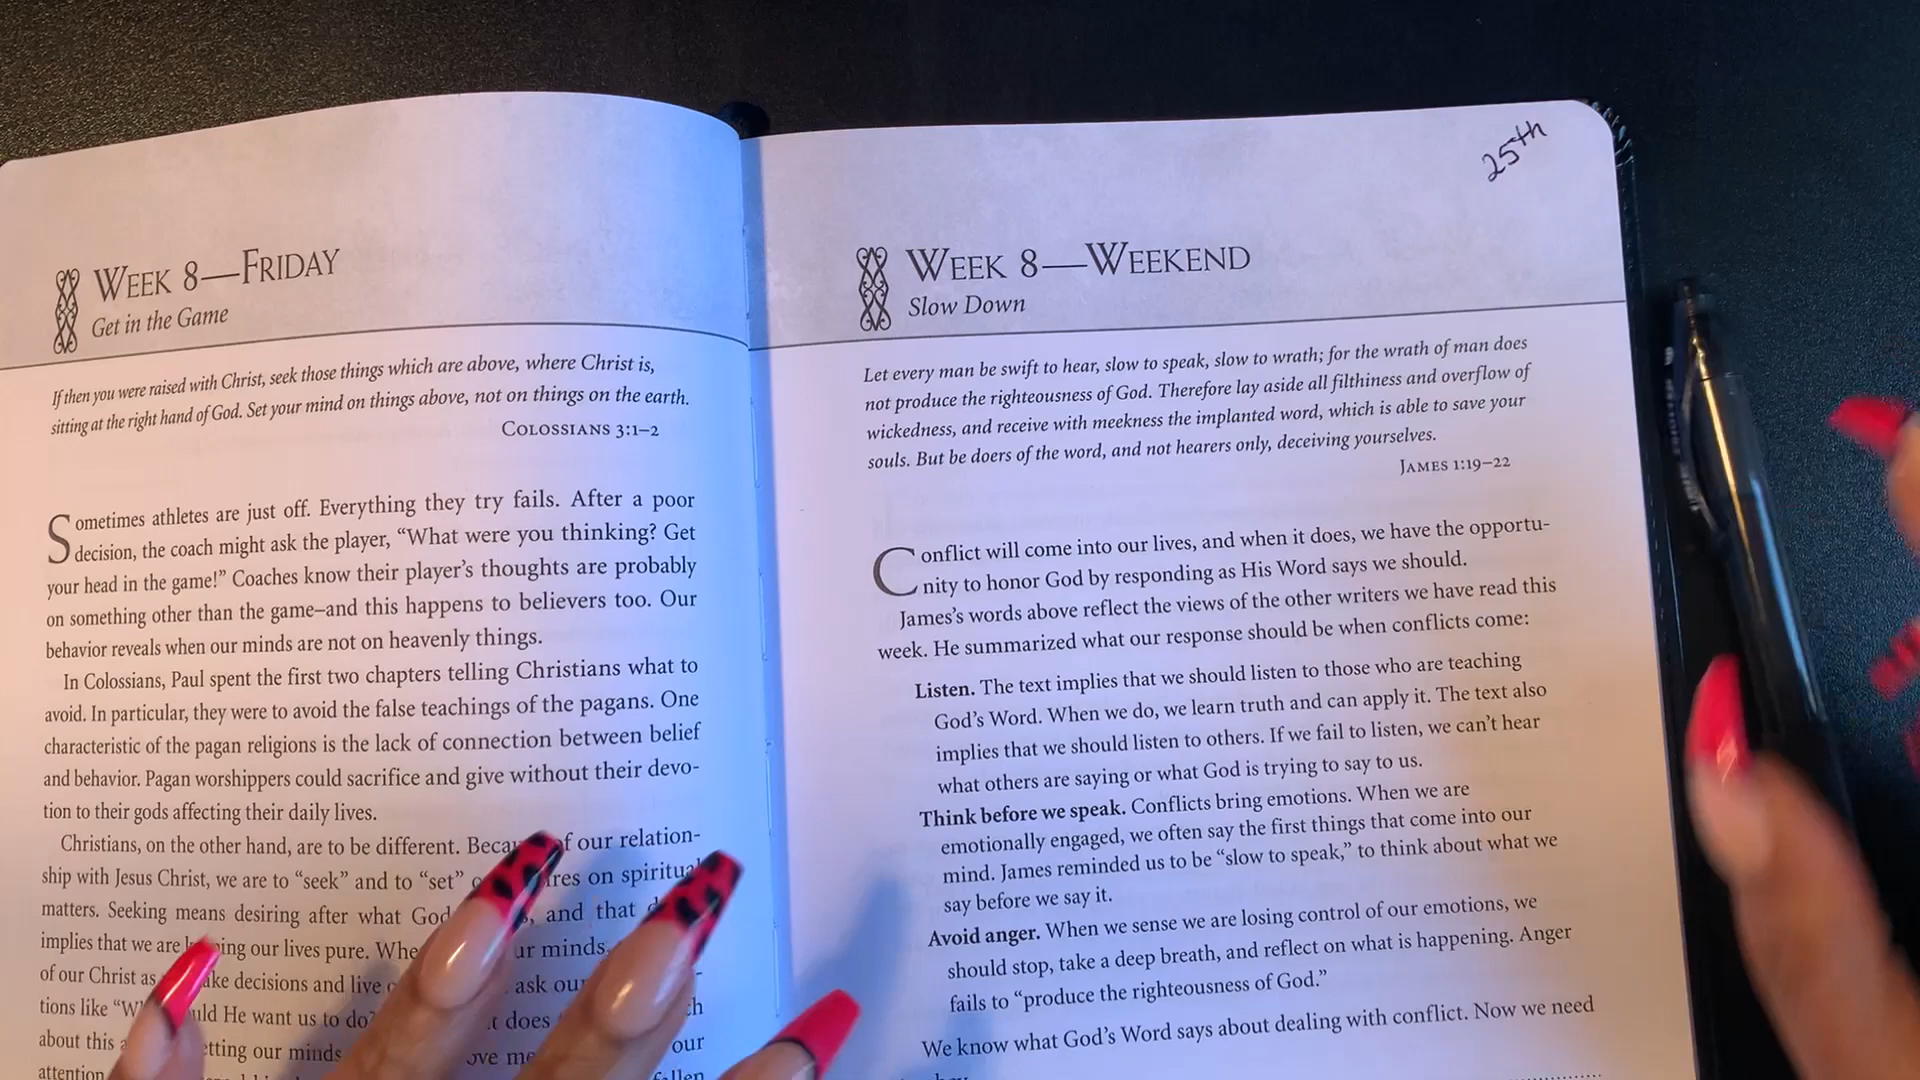 WEEK 8—FRIDAY
Get in the Game
If then you were raised with Christ, seek those things which are above, where Christ is,
sitting at the right hand of God. Set your mind on things above, not on things on the earth.
COLOSSIANS 3:1–2
Sometimes athletes are just off. Everything they try fails. After a poor
decision, the coach might ask the player, “What were you thinking? Get
your head in the game!” Coaches know their player’s thoughts are probably
on something other than the game–and this happens to believers too. Our
behavior reveals when our minds are not on heavenly things.
In Colossians, Paul spent the first two chapters telling Christians what to
avoid. In particular, they were to avoid the false teachings of the pagans. One
characteristic of the pagan religions is the lack of connection between belief
and behavior. Pagan worshippers could sacrifice and give without their devo-
tion to their gods affecting their daily lives.
Christians, on the other hand, are to be different. of our relation-
ship with Jesus Christ, we are to “seek” and to “set” on spiritual
matters. Seeking means desiring after what God and that
implies that we are our lives pure. minds
of our Christ as decisions and live ask
tions like He want us to do does
about this our minds our
attention
25th
WEEK 8—WEEKEND
Slow Down
Let every man be swift to hear, slow to speak, slow to wrath; for the wrath of man does
not produce the righteousness of God. Therefore lay aside all filthiness and overflow of
wickedness, and receive with meekness the implanted word, which is able to save your
souls. But be doers of the word, and not hearers only, deceiving yourselves.
JAMES 1:19–22
Conflict will come into our lives, and when it does, we have the opportu-
nity to honor God by responding as His Word says we should.
James’s words above reflect the views of the other writers we have read this
week. He summarized what our response should be when conflicts come:
Listen. The text implies that we should listen to those who are teaching
God’s Word. When we do, we learn truth and can apply it. The text also
implies that we should listen to others. If we fail to listen, we can’t hear
what others are saying or what God is trying to say to us.
Think before we speak. Conflicts bring emotions. When we are
emotionally engaged, we often say the first things that come into our
mind. James reminded us to be “slow to speak,” to think about what we
say before we say it.
Avoid anger. When we sense we are losing control of our emotions, we
should stop, take a deep breath, and reflect on what is happening. Anger
fails to “produce the righteousness of God.”
We know what God’s Word says about dealing with conflict. Now we need